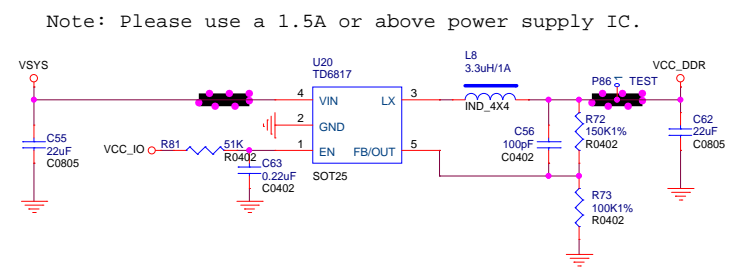 Note: Please use a 1.5A or above power supply IC.
VSYS
U20
TD6817
L8
3.3uH/1A
IND_4X4
P86
01
TEST
VCC_DDR
4
VIN
LX
3
2
GND
1
EN
FB/OUT
5
SOT25
C55
22uF
C0805
VCC_IO
R81
51K
R0402
C63
0.22uF
C0402
C56
100pF
C0402
R72
150K1%
R0402
C62
22uF
C0805
R73
100K1%
R0402